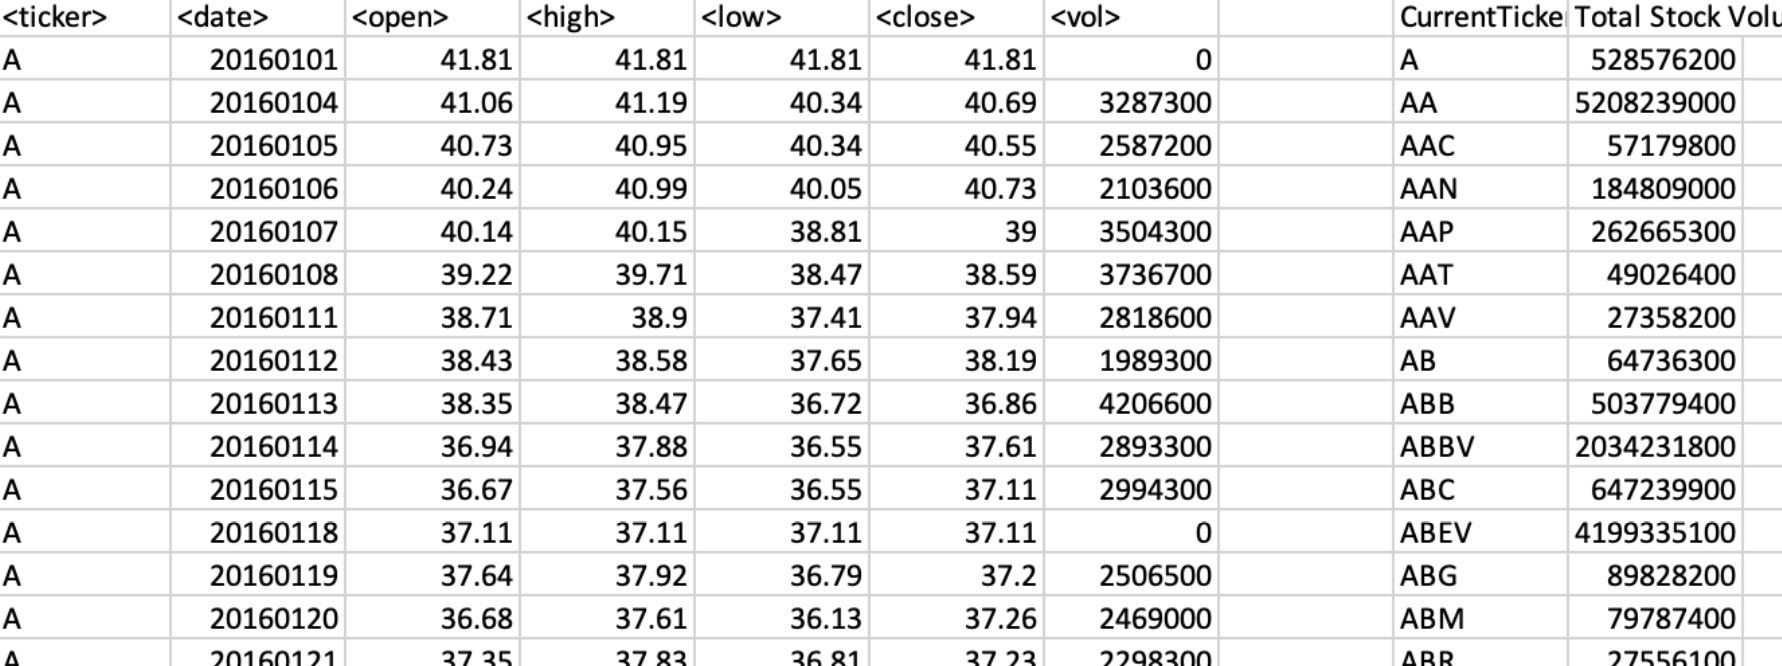 <ticker> <date> <open> <high> <low> <close> <vol> CurrentTicke Total Stock Volu
A 20160101 41.81 41.81 41.81 41.81 0 A 528576200
A 20160104 41.06 41.19 40.34 40.69 3287300 AA 5208239000
A 20160105 40.73 40.95 40.34 40.55 2587200 AAC 57179800
A 20160106 40.24 40.99 40.05 40.73 2103600 AAN 184809000
A 20160107 40.14 40.15 38.81 39 3504300 AAP 262665300
A 20160108 39.22 39.71 38.47 38.59 3736700 AAT 49026400
A 20160111 38.71 38.9 37.41 37.94 2818600 AAV 27358200
A 20160112 38.43 38.58 37.65 38.19 1989300 AB 64736300
A 20160113 38.35 38.47 36.72 36.86 4206600 ABB 503779400
A 20160114 36.94 37.88 36.55 37.61 2893300 ABBV 2034231800
A 20160115 36.67 37.56 36.55 37.11 2994300 ABC 647239900
A 20160118 37.11 37.11 37.11 37.11 0 ABEV 4199335100
A 20160119 37.64 37.92 36.79 37.2 2506500 ABG 89828200
A 20160120 36.68 37.61 36.13 37.26 2469000 ABM 79787400
A 20160121 37.35 37.83 36.81 37.23 2298300 ABR 27556100